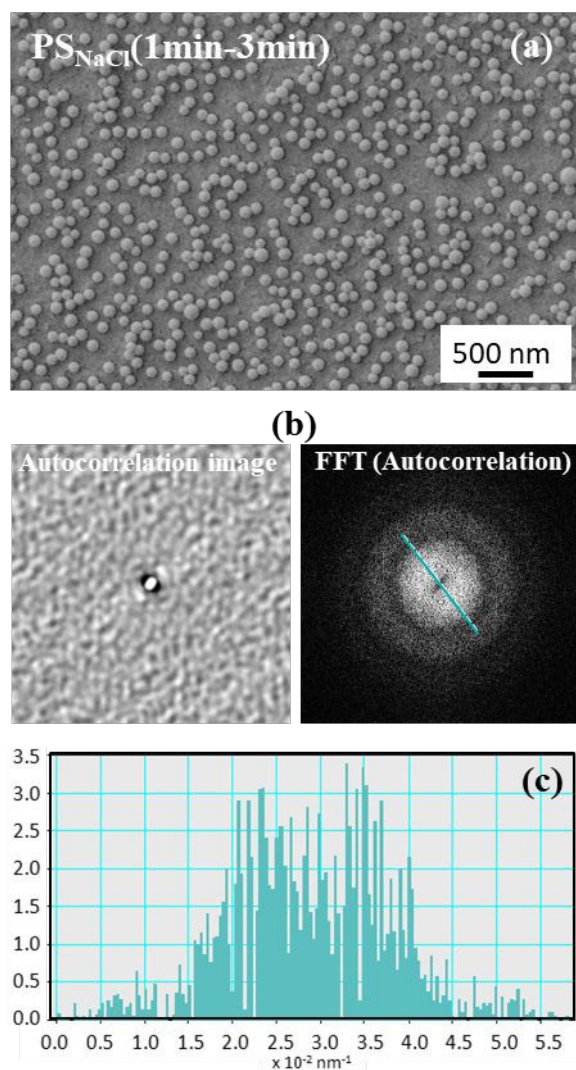 PSNaCl(1min-3min)
(a)
500 nm
(b)
Autocorrelation image
FFT (Autocorrelation)
(c)
3.5
3.0
2.5
2.0
1.5
1.0
0.5
0.0
0.0 0.5 1.0 1.5 2.0 2.5 3.0 3.5 4.0 4.5 5.0 5.5
x 10-2 nm-1